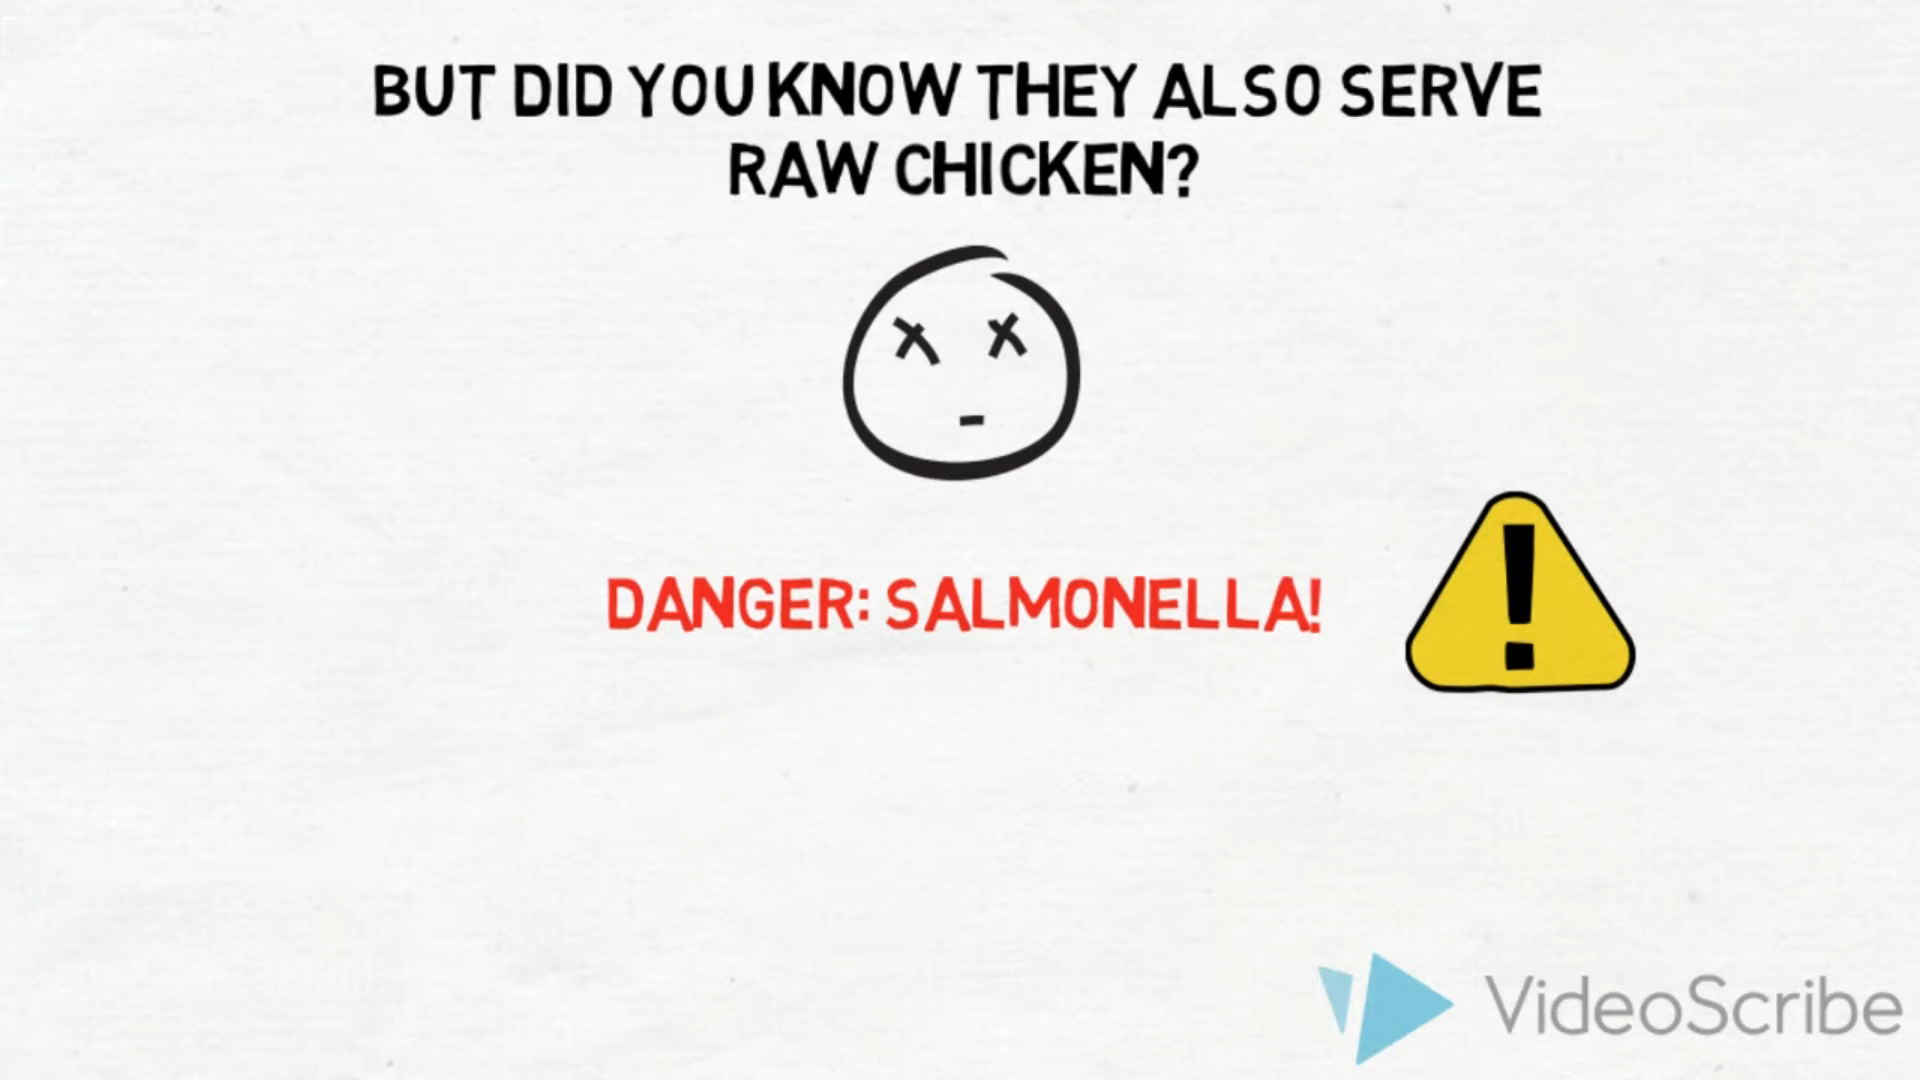 BUT DID YOU KNOW THEY ALSO SERVE
RAW CHICKEN?
DANGER: SALMONELLA!
!
VideoScribe